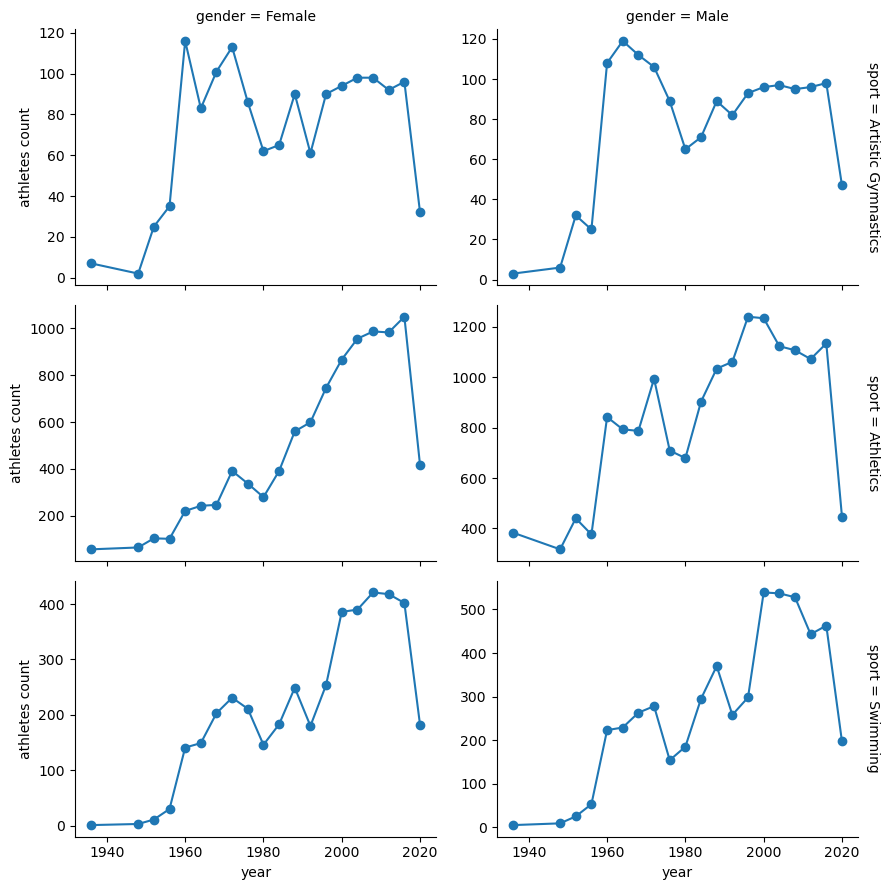 gender = Female
gender = Male
120
100
80
60
40
20
0
athletes count
120
100
80
60
40
20
0
sport = Artistic Gymnastics
1000
800
600
400
200
athletes count
1200
1000
800
600
400
sport = Athletics
400
300
200
100
0
athletes count
1940 1960 1980 2000 2020
year
500
400
300
200
100
0
1940 1960 1980 2000 2020
year
sport = Swimming